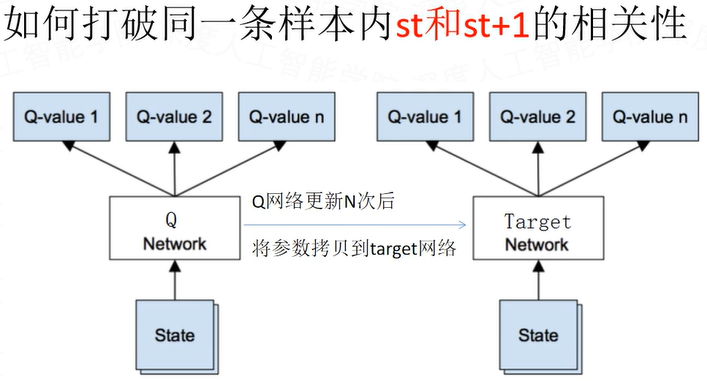 如何打破同一条样本内st和st+1的相关性
Q-value 1
Q-value 2
Q-value n
Q-value 1
Q-value 2
Q-value n
Q
Network
Q网络更新N次后
将参数拷贝到target网络
Target
Network
State
State